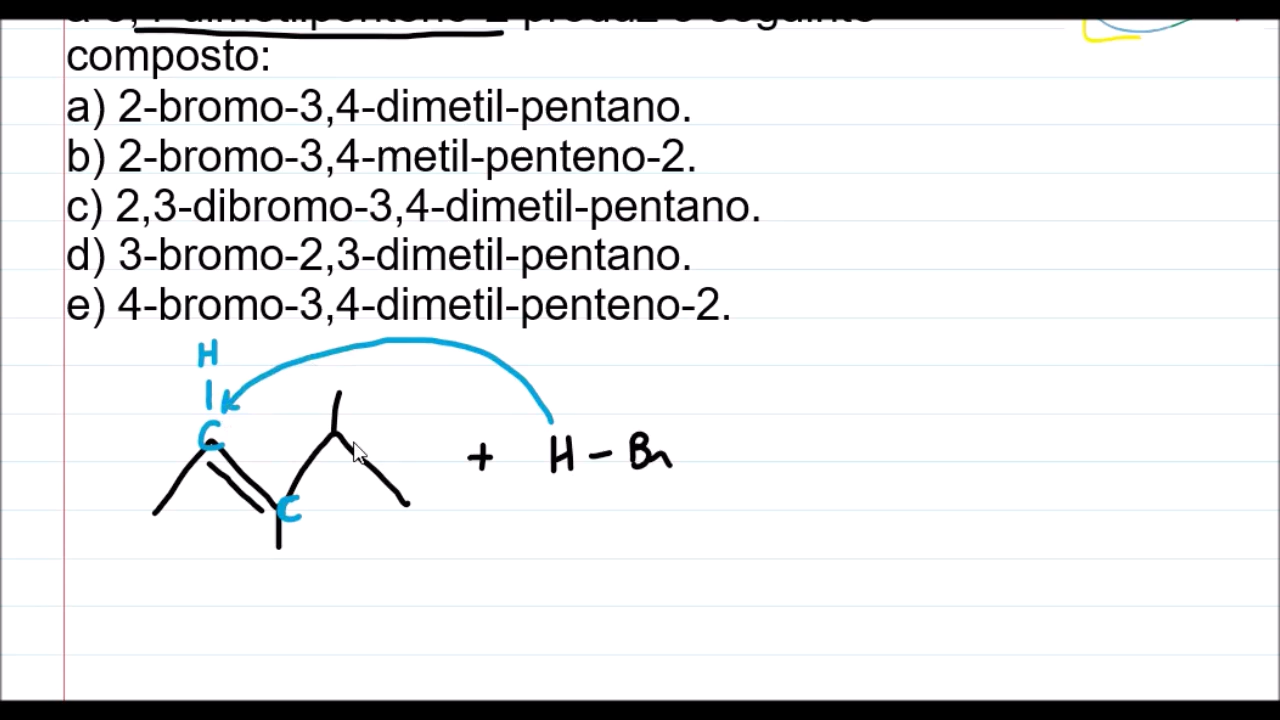 composto:
a) 2-bromo-3,4-dimetil-pentano.
b) 2-bromo-3,4-metil-penteno-2.
c) 2,3-dibromo-3,4-dimetil-pentano.
d) 3-bromo-2,3-dimetil-pentano.
e) 4-bromo-3,4-dimetil-penteno-2.
H
C
C
+ H - Br